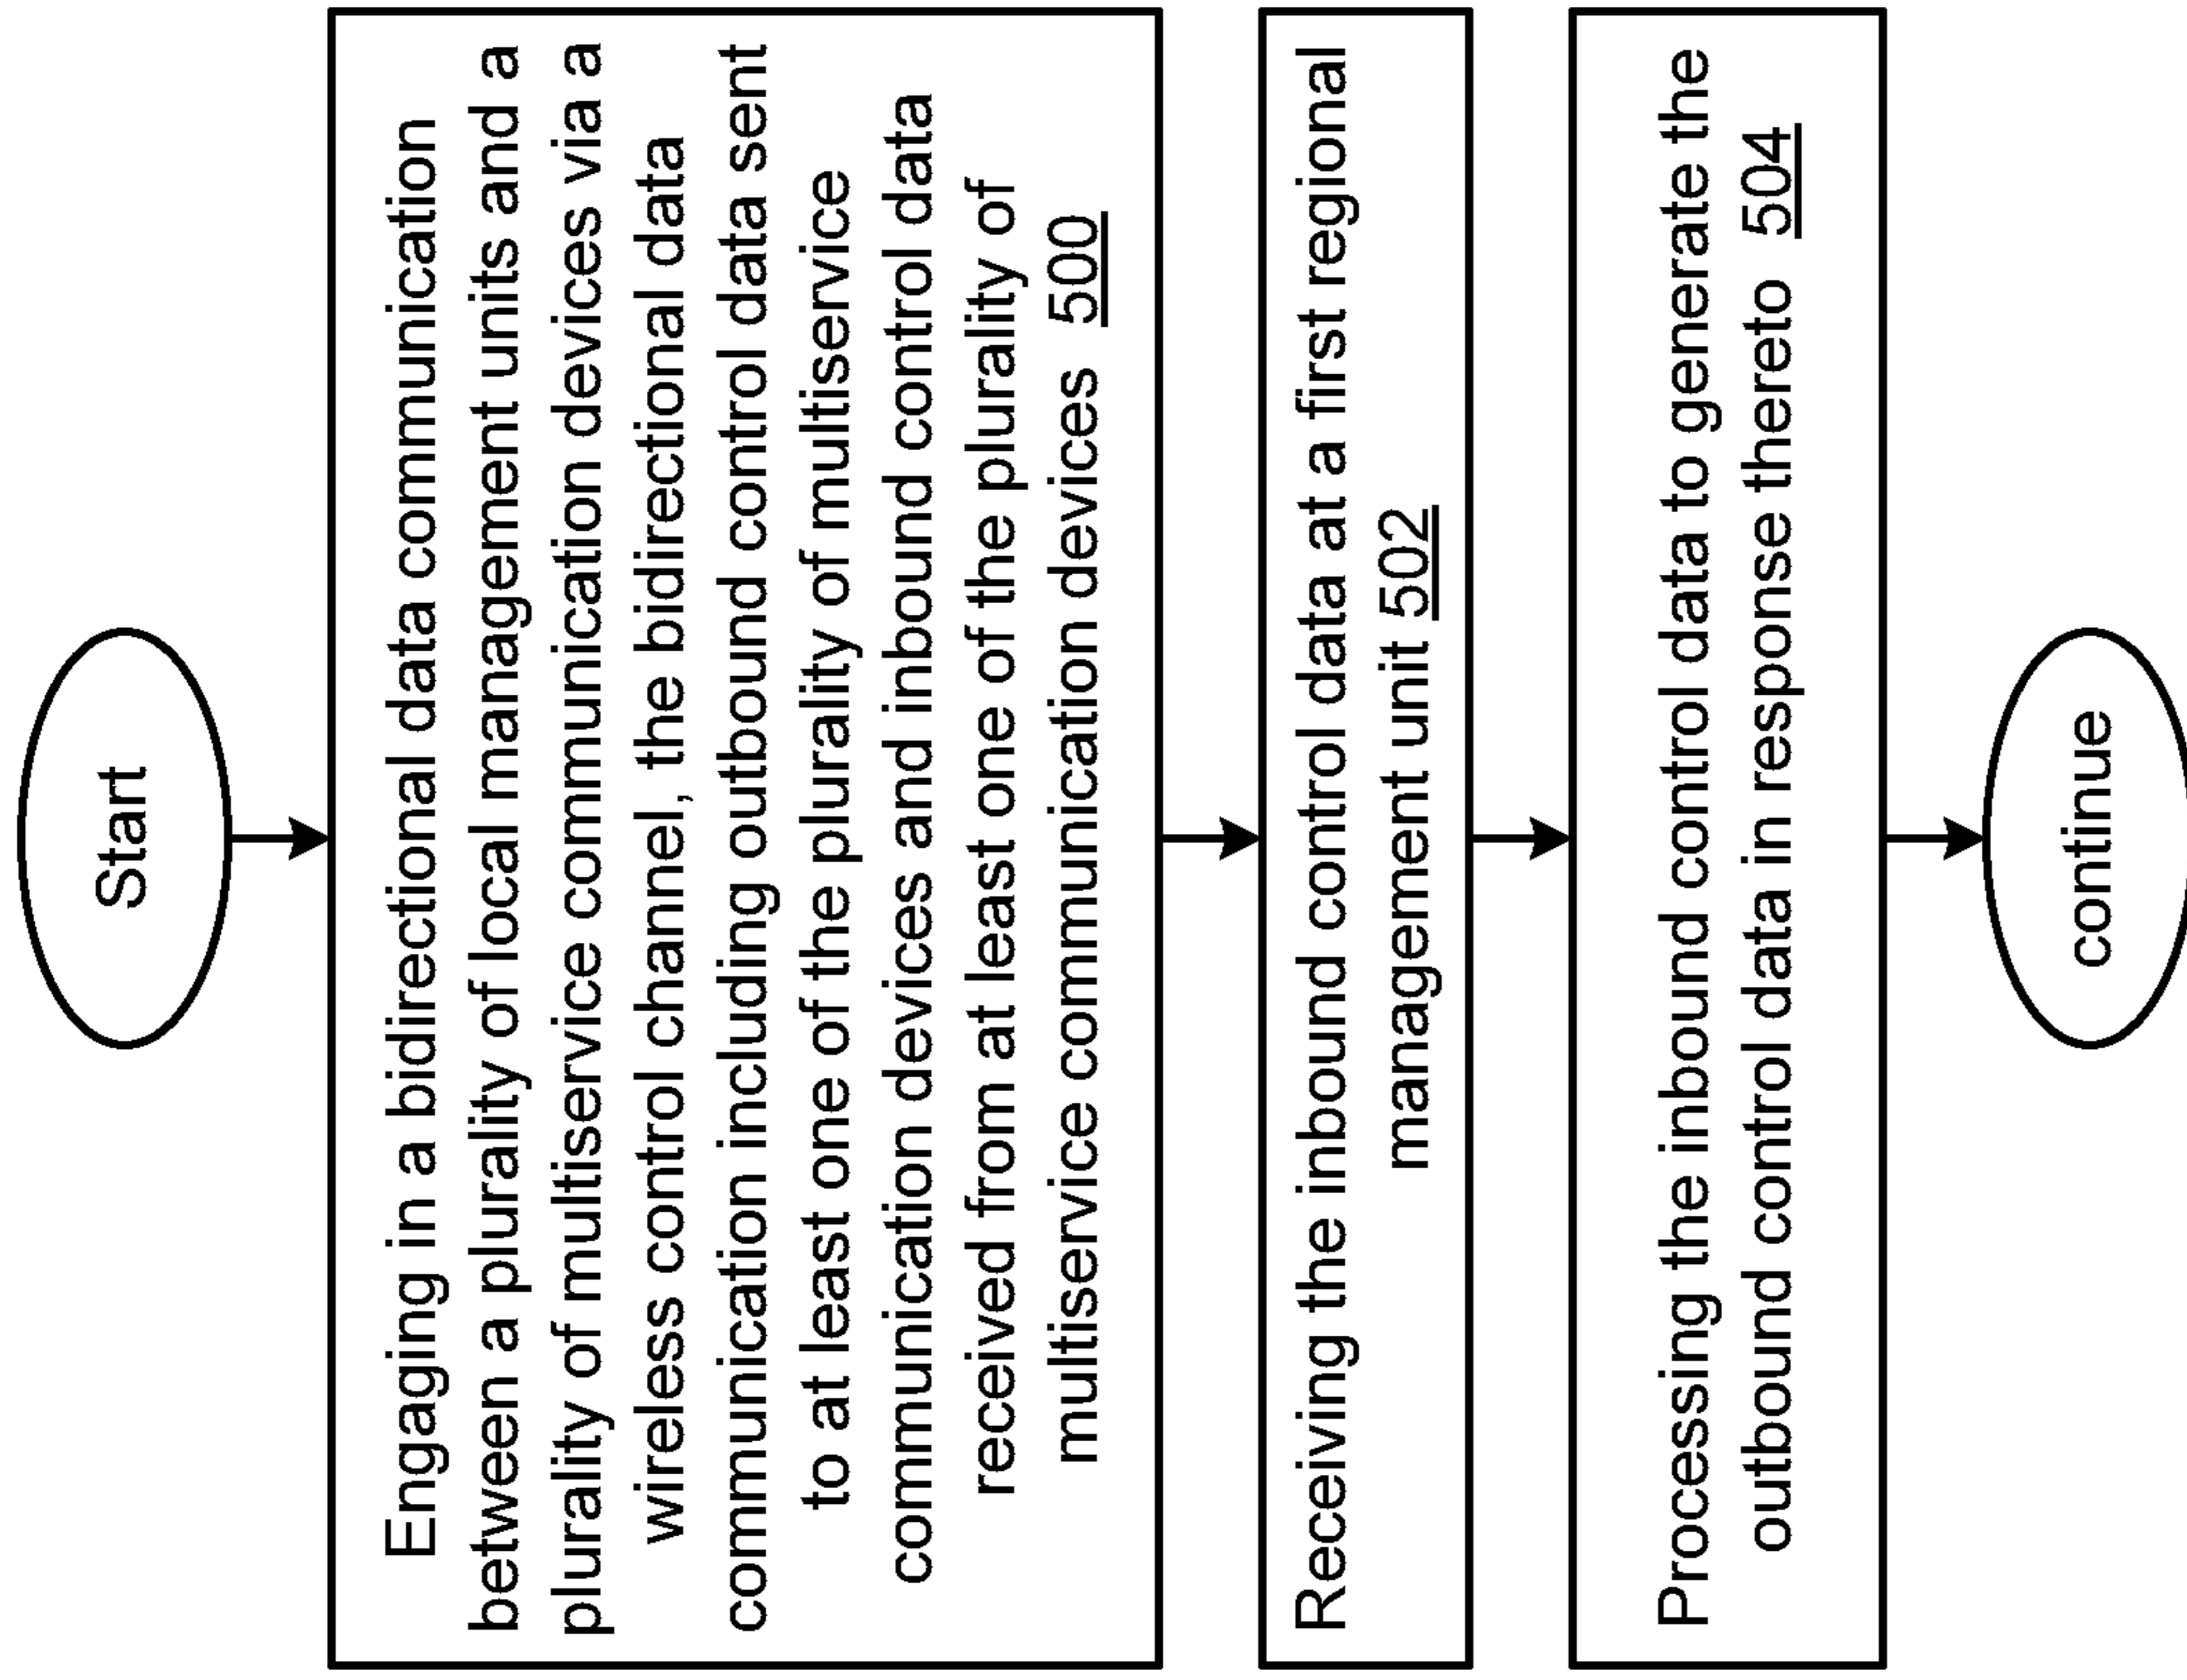 Start
Engaging in a bidirectional data communication
between a plurality of local management units and a
plurality of multiservice communication devices via a
wireless control channel, the bidirectional data
communication including outbound control data sent
to at least one of the plurality of multiservice
communication devices and inbound control data
received from at least one of the plurality of
multiservice communication devices 500
Receiving the inbound control data at a first regional
management unit 502
Processing the inbound control data to generate the
outbound control data in response thereto 504
continue